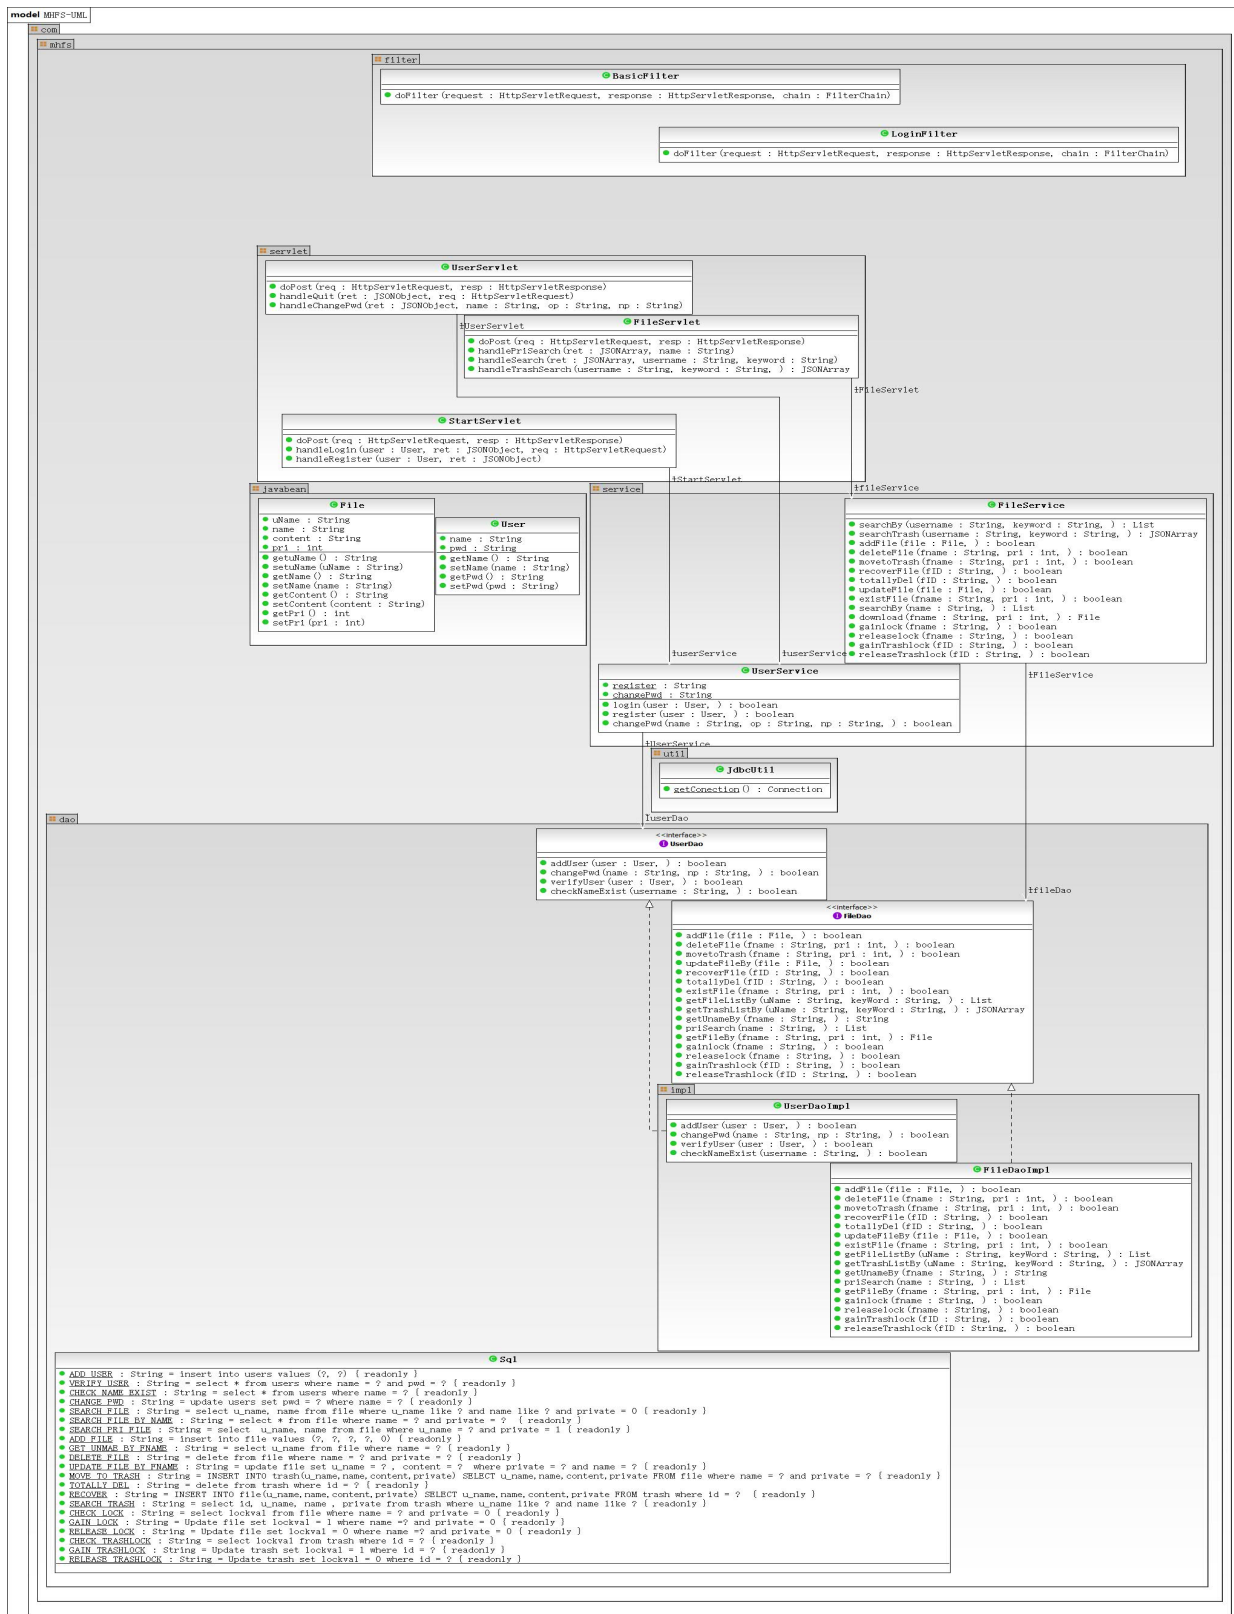 model MHFS-UML
com
mhfs
filter
BasicFilter
doFilter(request : HttpServletRequest, response : HttpServletResponse, chain : FilterChain)
LoginFilter
doFilter(request : HttpServletRequest, response : HttpServletResponse, chain : FilterChain)
servlet
UserServlet
doPost(req : HttpServletRequest, resp : HttpServletResponse)
handleQuit(ret : JSONObject, req : HttpServletRequest)
handleChangePwd(ret : JSONObject, name : String, op : String, np : String)
UserServlet
FileServlet
doPost(req : HttpServletRequest, resp : HttpServletResponse)
handlePriSearch(ret : JSONArray, name : String)
handleSearch(ret : JSONArray, username : String, keyword : String)
handleTrashSearch(username : String, keyword : String, ) : JSONArray
FileServlet
StartServlet
doPost(req : HttpServletRequest, resp : HttpServletResponse)
handleLogin(user : User, ret : JSONObject, req : HttpServletRequest)
handleRegister(user : User, ret : JSONObject)
StartServlet
javabean
File
uName : String
name : String
content : String
pri : int
getuName() : String
setuName(uName : String)
getName() : String
setName(name : String)
getContent() : String
setContent(content : String)
getPri() : int
setPri(pri : int)
User
name : String
pwd : String
getName() : String
setName(name : String)
getPwd() : String
setPwd(pwd : String)
service
fileService
FileService
searchBy(username : String, keyword : String, ) : List
searchTrash(username : String, keyword : String, ) : JSONArray
addFile(file : File, ) : boolean
deleteFile(fname : String, pri : int, ) : boolean
movetoTrash(fname : String, pri : int, ) : boolean
recoverFile(fID : String, ) : boolean
totallyDel(fID : String, ) : boolean
updateFile(file : File, ) : boolean
existFile(fname : String, pri : int, ) : boolean
searchBy(name : String, ) : List
download(fname : String, pri : int, ) : File
gainlock(fname : String, ) : boolean
releaselock(fname : String, ) : boolean
gainTrashlock(fID : String, ) : boolean
releaseTrashlock(fID : String, ) : boolean
userService
userService
UserService
register : String
changePwd : String
login(user : User, ) : boolean
register(user : User, ) : boolean
changePwd(name : String, op : String, np : String, ) : boolean
FileService
UserService
util
JdbcUtil
getConection() : Connection
dao
userDao
<<interface>>
UserDao
addUser(user : User, ) : boolean
changePwd(name : String, np : String, ) : boolean
verifyUser(user : User, ) : boolean
checkNameExist(username : String, ) : boolean
fileDao
<<interface>>
FileDao
addFile(file : File, ) : boolean
deleteFile(fname : String, pri : int, ) : boolean
movetoTrash(fname : String, pri : int, ) : boolean
updateFileBy(file : File, ) : boolean
recoverFile(fID : String, ) : boolean
totallyDel(fID : String, ) : boolean
existFile(fname : String, pri : int, ) : boolean
getFileListBy(uName : String, keyWord : String, ) : List
getTrashListBy(uName : String, keyWord : String, ) : JSONArray
getUnameBy(fname : String, ) : String
priSearch(name : String, ) : List
getFileBy(fname : String, pri : int, ) : File
gainlock(fname : String, ) : boolean
releaselock(fname : String, ) : boolean
gainTrashlock(fID : String, ) : boolean
releaseTrashlock(fID : String, ) : boolean
impl
UserDaoImpl
addUser(user : User, ) : boolean
changePwd(name : String, np : String, ) : boolean
verifyUser(user : User, ) : boolean
checkNameExist(username : String, ) : boolean
FileDaoImpl
addFile(file : File, ) : boolean
deleteFile(fname : String, pri : int, ) : boolean
movetoTrash(fname : String, pri : int, ) : boolean
recoverFile(fID : String, ) : boolean
totallyDel(fID : String, ) : boolean
updateFileBy(file : File, ) : boolean
existFile(fname : String, pri : int, ) : boolean
getFileListBy(uName : String, keyWord : String, ) : List
getTrashListBy(uName : String, keyWord : String, ) : JSONArray
getUnameBy(fname : String, ) : String
priSearch(name : String, ) : List
getFileBy(fname : String, pri : int, ) : File
gainlock(fname : String, ) : boolean
releaselock(fname : String, ) : boolean
gainTrashlock(fID : String, ) : boolean
releaseTrashlock(fID : String, ) : boolean
Sql
ADD_USER : String = insert into users values (?, ?) { readonly }
VERIFY_USER : String = select * from users where name = ? and pwd = ? { readonly }
CHECK_NAME_EXIST : String = select * from users where name = ? { readonly }
CHANGE_PWD : String = update users set pwd = ? where name = ? { readonly }
SEARCH_FILE : String = select u_name, name from file where u_name like ? and name like ? and private = 0 { readonly }
SEARCH_FILE_BY_NAME : String = select * from file where name = ? and private = ? { readonly }
SEARCH_PRI_FILE : String = select u_name, name from file where u_name = ? and private = 1 { readonly }
ADD_FILE : String = insert into file values (?, ?, ?, ?, 0) { readonly }
GET_UNMAE_BY_FNAME : String = select u_name from file where name = ? { readonly }
DELETE_FILE : String = delete from file where name = ? and private = ? { readonly }
UPDATE_FILE_BY_FNAME : String = update file set u_name = ? , content = ? where private = ? and name = ? { readonly }
MOVE_TO_TRASH : String = INSERT INTO trash(u_name,name,content,private) SELECT u_name,name,content,private FROM file where name = ? and private = ? { readonly }
TOTALLY_DEL : String = delete from trash where id = ? { readonly }
RECOVER : String = INSERT INTO file(u_name,name,content,private) SELECT u_name,name,content,private FROM trash where id = ? { readonly }
SEARCH_TRASH : String = select id, u_name, name , private from trash where u_name like ? and name like ? { readonly }
CHECK_LOCK : String = select lockval from file where name = ? and private = 0 { readonly }
GAIN_LOCK : String = Update file set lockval = 1 where name =? and private = 0 { readonly }
RELEASE_LOCK : String = Update file set lockval = 0 where name =? and private = 0 { readonly }
CHECK_TRASHLOCK : String = select lockval from trash where id = ? { readonly }
GAIN_TRASHLOCK : String = Update trash set lockval = 1 where id = ? { readonly }
RELEASE_TRASHLOCK : String = Update trash set lockval = 0 where id = ? { readonly }